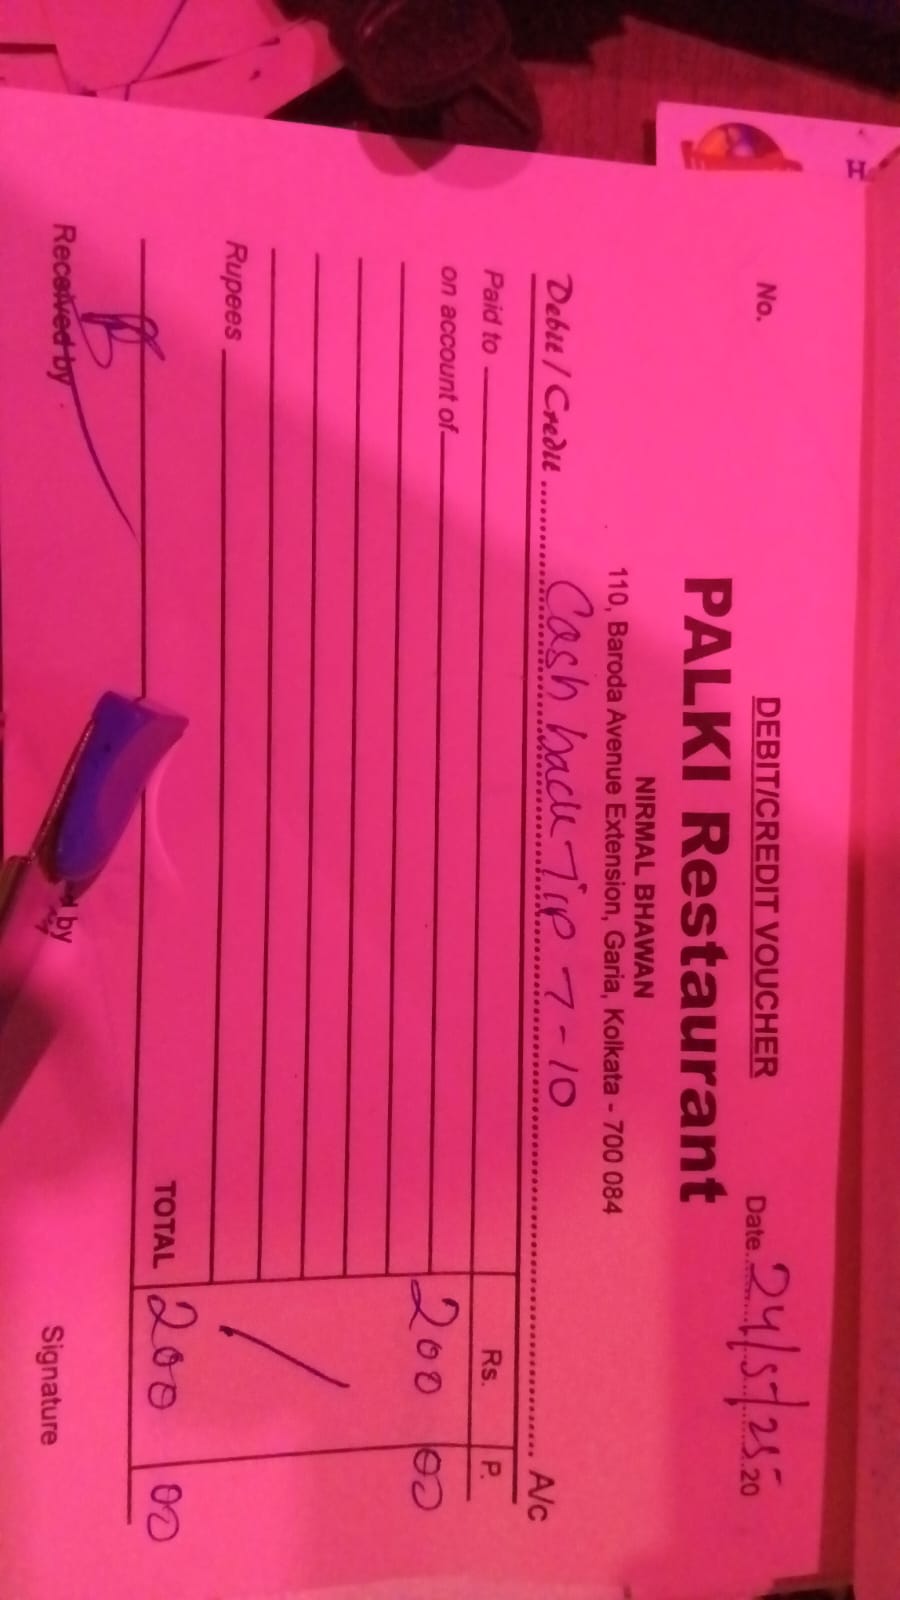 H
DEBIT/CREDIT VOUCHER
No.
Date 24/5/25 20
PALKI Restaurant
NIRMAL BHAWAN
110, Baroda Avenue Extension, Garia, Kolkata - 700 084
Debit / Credit Cash back Tip 7-10 A/c
Paid to Rs. P.
on account of 200 00
Rupees
TOTAL 200 00
Received by by Signature